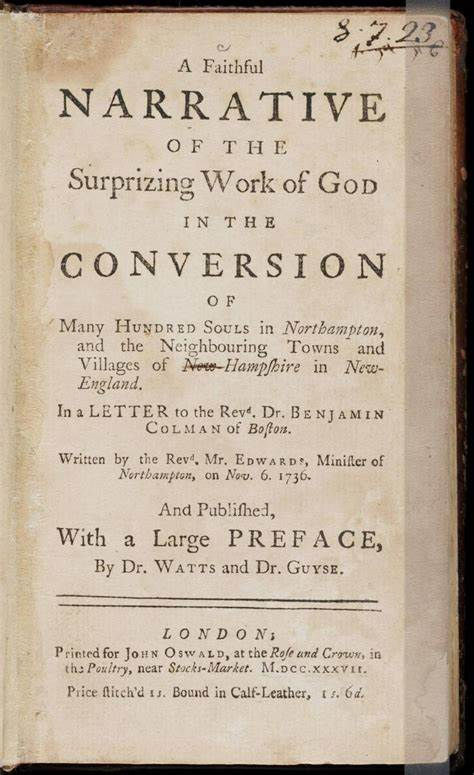 8.7.23
A Faithful
NARRATIVE
OF THE
Surprizing Work of GOD
IN THE
CONVERSION
OF
Many HUNDRED SOULS in Northampton,
and the Neighbouring Towns and
Villages of New-Hampſhire in New-
England.
In a LETTER to the Revd. Dr. BENJAMIN
COLMAN of Boſton.
Written by the Revd. Mr. EDWARDS, Miniſter of
Northampton, on Nov. 6. 1736.
And Publiſhed,
With a Large PREFACE,
By Dr. WATTS and Dr. GUYSE.
LONDON;
Printed for JOHN OSWALD, at the Roſe and Crown, in
the Poultry, near Stocks-Market. M.DCC.XXXVII.
Price ſtitch'd 1s. Bound in Calf-Leather, 1s. 6d.